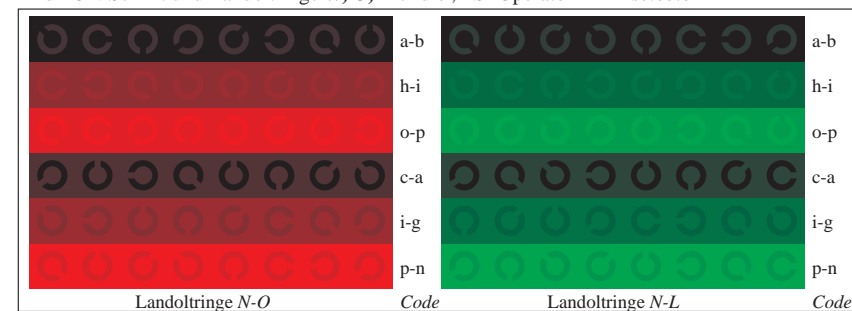 a-b a-b
h-i h-i
o-p o-p
c-a c-a
i-g i-g
p-n p-n
Landoltringe N-O Code Landoltringe N-L Code